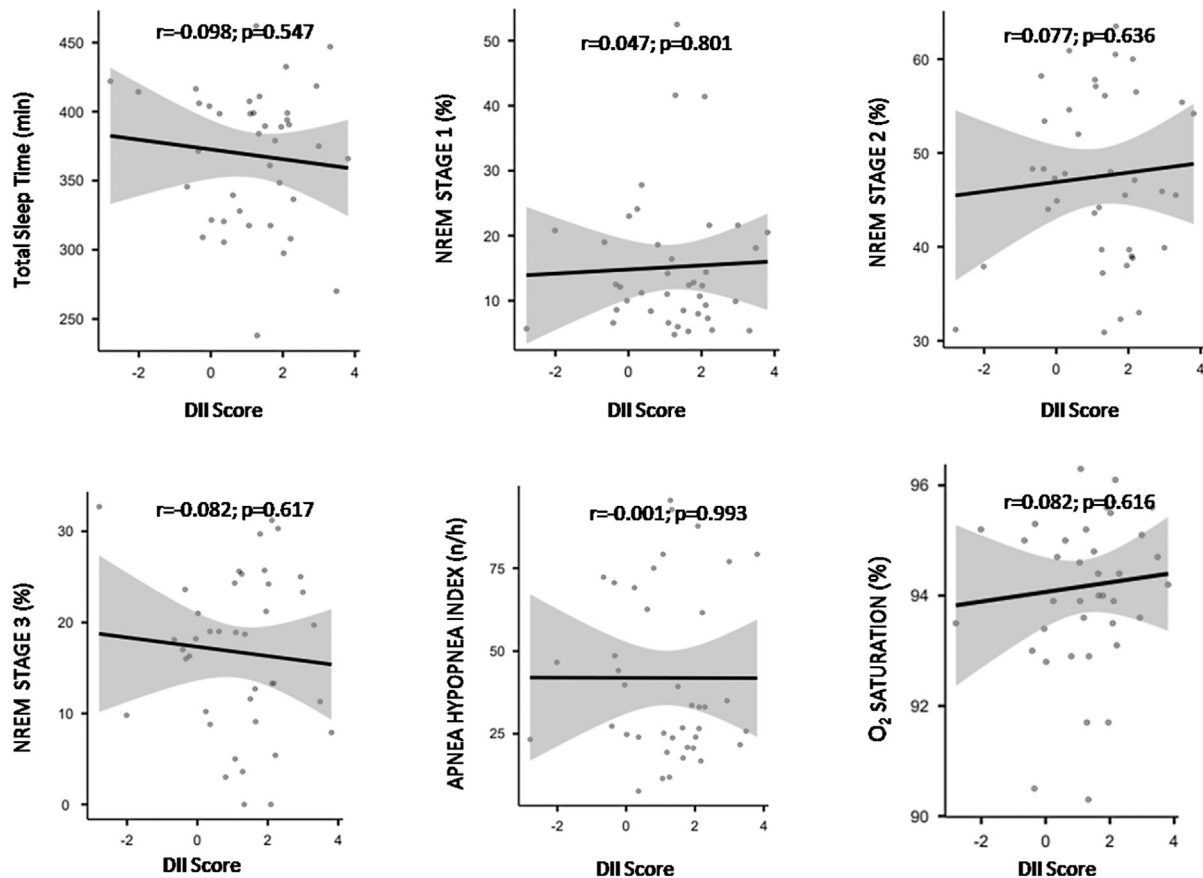 r=-0.098; p=0.547
Total Sleep Time (min)
450
400
350
300
250
-2
0
2
4
DII Score
r=0.047; p=0.801
NREM STAGE 1 (%)
50
40
30
20
10
-2
0
2
4
DII Score
r=0.077; p=0.636
NREM STAGE 2 (%)
60
50
40
30
-2
0
2
4
DII Score
r=-0.082; p=0.617
NREM STAGE 3 (%)
30
20
10
0
-2
0
2
4
DII Score
r=-0.001; p=0.993
APNEA HYPOPNEA INDEX (n/h)
75
50
25
-2
0
2
4
DII Score
r=0.082; p=0.616
O₂ SATURATION (%)
96
94
92
90
-2
0
2
4
DII Score